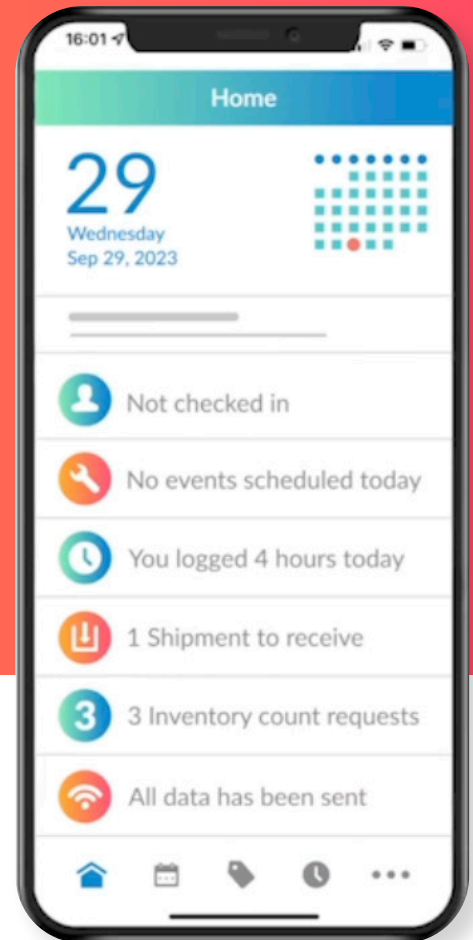 16:01
Home
29
Wednesday
Sep 29, 2023
Not checked in
No events scheduled today
You logged 4 hours today
1 Shipment to receive
3
3 Inventory count requests
All data has been sent